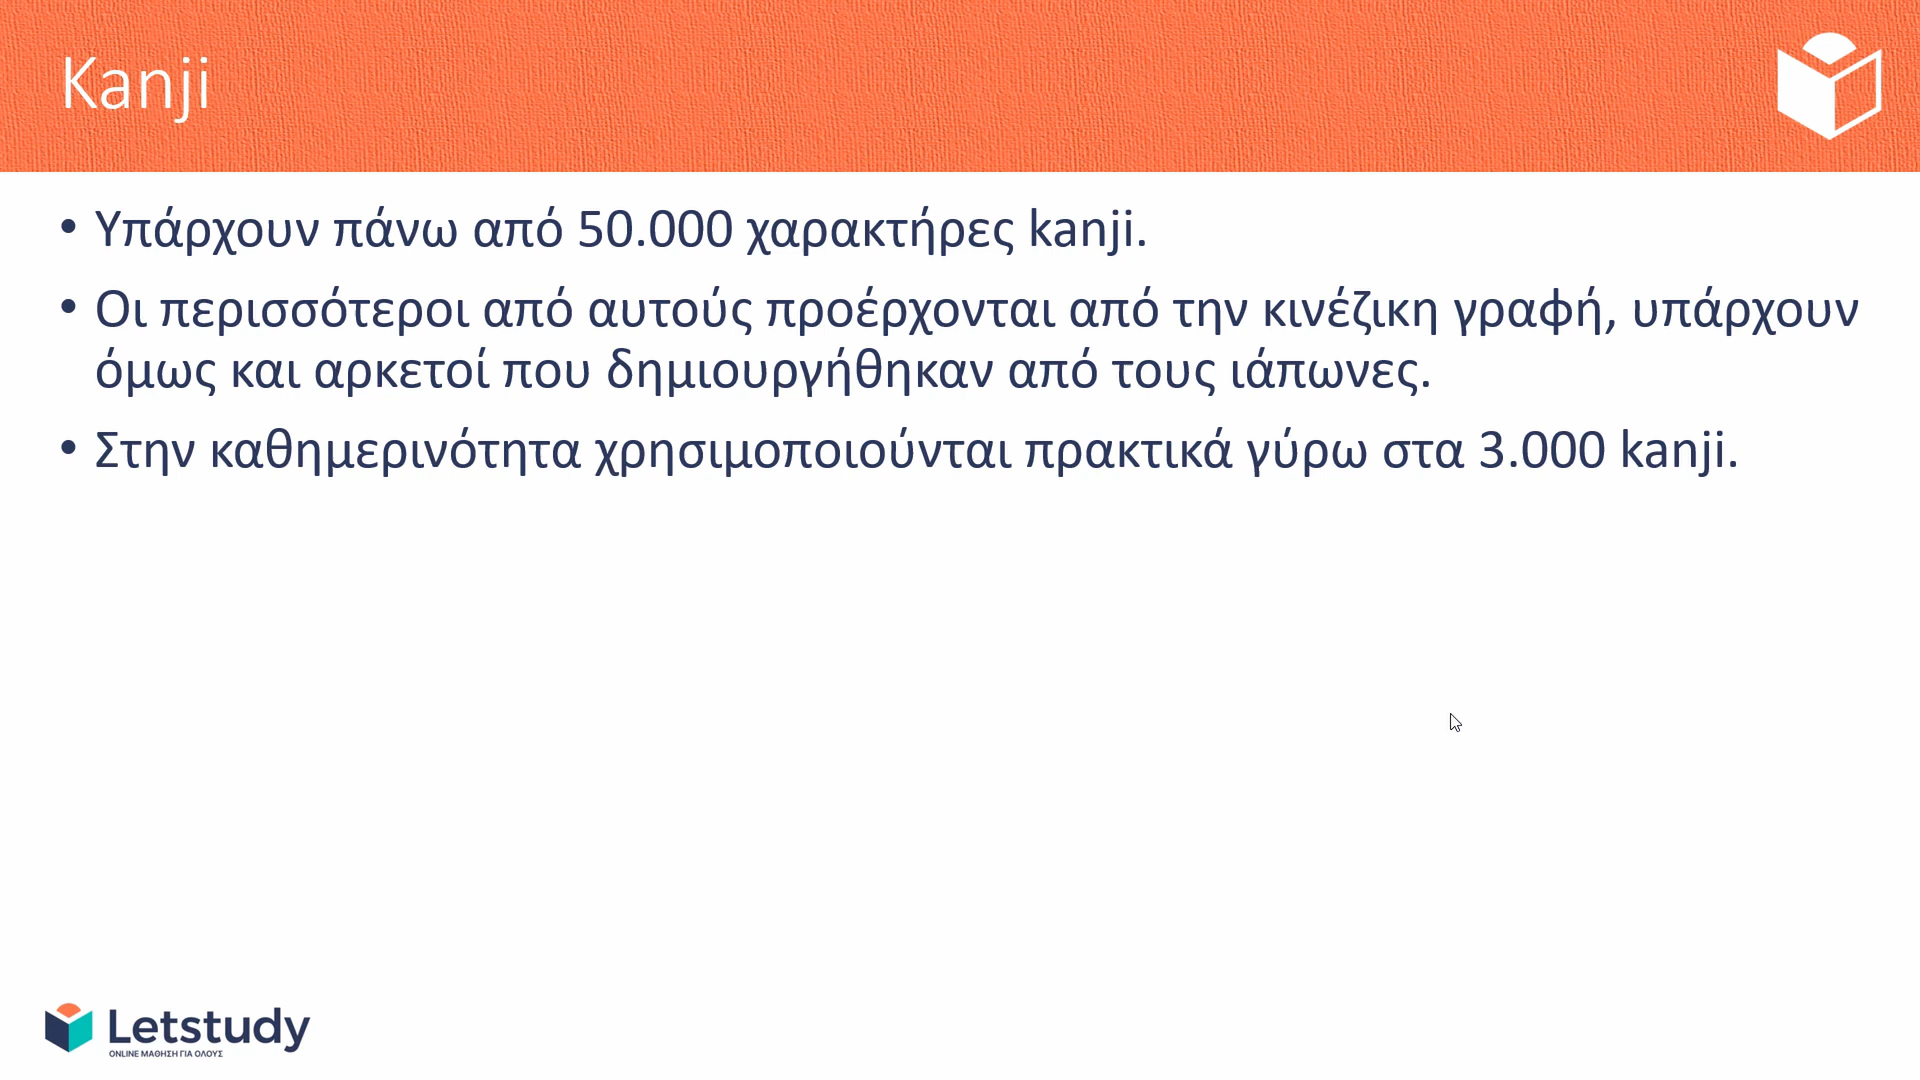 Kanji
• Υπάρχουν πάνω από 50.000 χαρακτήρες kanji.
• Οι περισσότεροι από αυτούς προέρχονται από την κινέζικη γραφή, υπάρχουν
όμως και αρκετοί που δημιουργήθηκαν από τους ιάπωνες.
• Στην καθημερινότητα χρησιμοποιούνται πρακτικά γύρω στα 3.000 kanji.
Letstudy
ONLINE ΜΑΘΗΣΗ ΓΙΑ ΟΛΟΥΣ